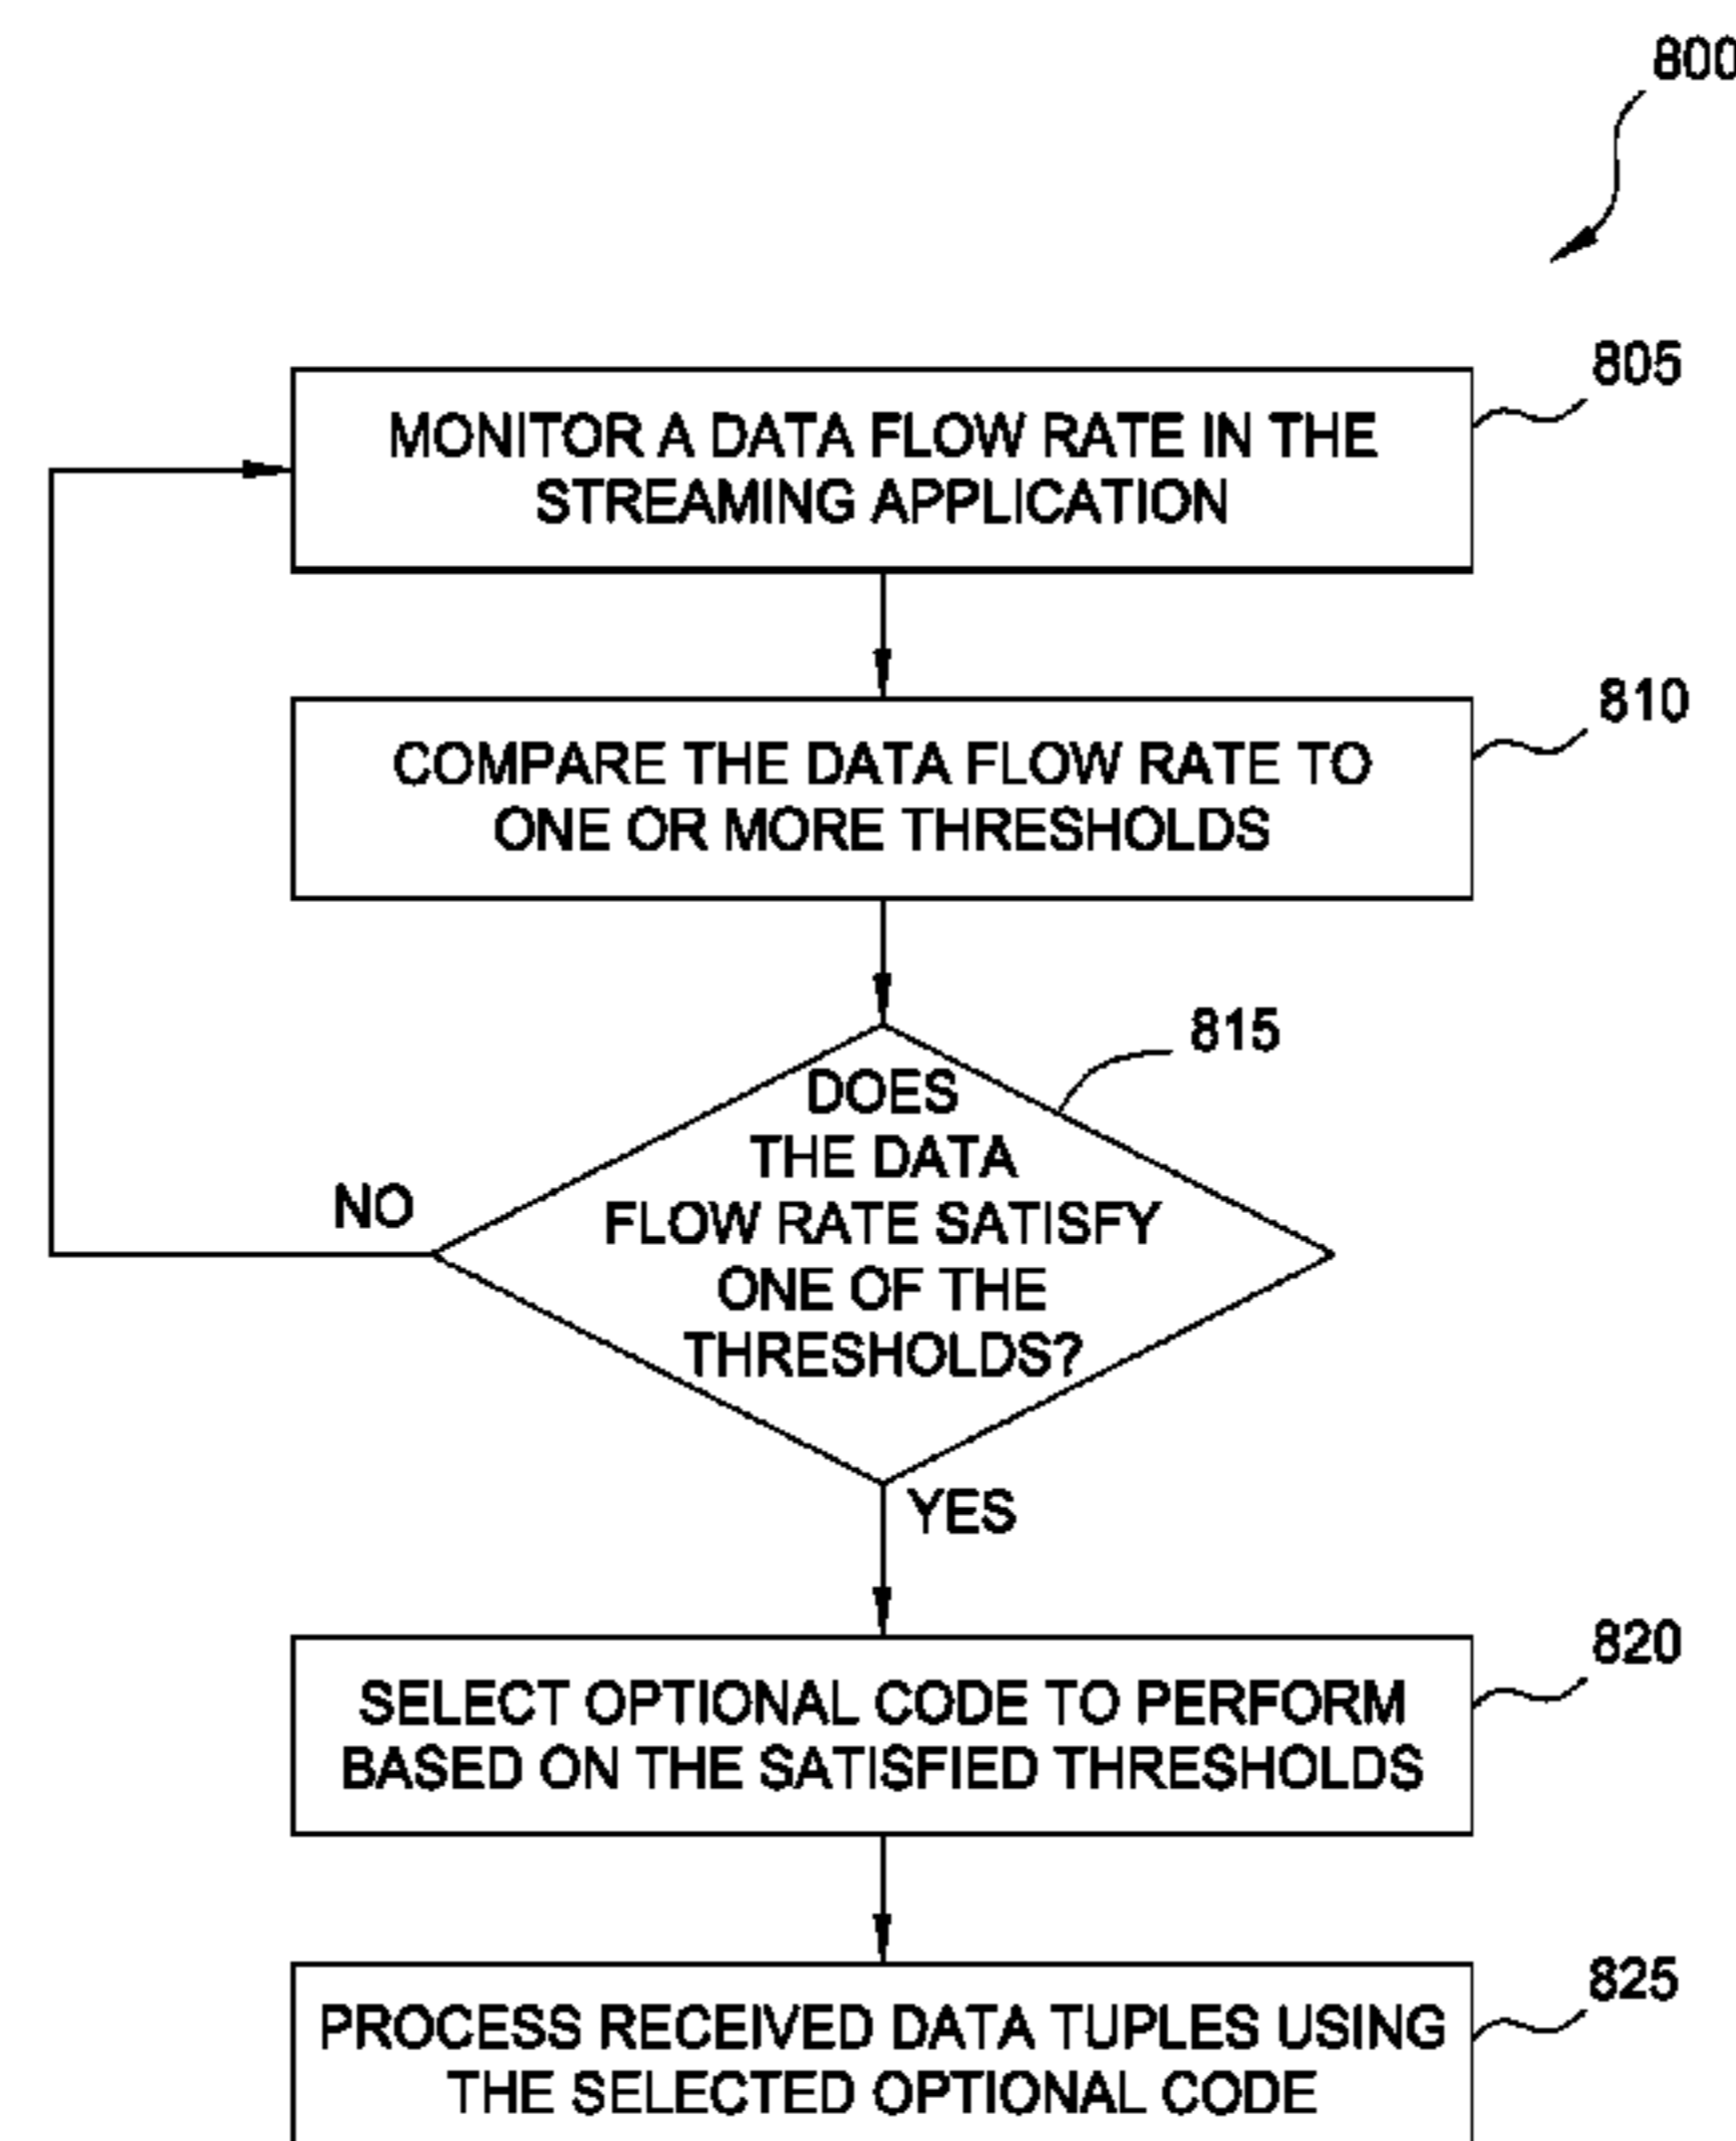 800
805
MONITOR A DATA FLOW RATE IN THE
STREAMING APPLICATION
810
COMPARE THE DATA FLOW RATE TO
ONE OR MORE THRESHOLDS
815
DOES
THE DATA
FLOW RATE SATISFY
ONE OF THE
THRESHOLDS?
NO
YES
820
SELECT OPTIONAL CODE TO PERFORM
BASED ON THE SATISFIED THRESHOLDS
825
PROCESS RECEIVED DATA TUPLES USING
THE SELECTED OPTIONAL CODE